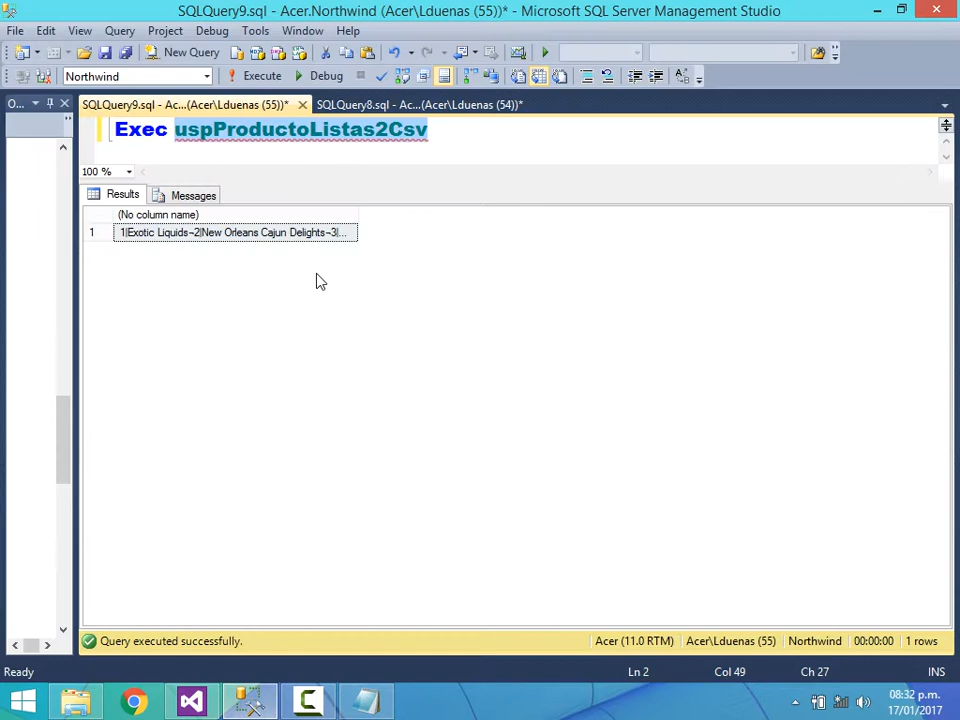 SQLQuery9.sql - Acer.Northwind (Acer\Lduenas (55))* - Microsoft SQL Server Management Studio
File Edit View Query Project Debug Tools Window Help
New Query
Northwind Execute Debug
O... SQLQuery9.sql - Ac...(Acer\Lduenas (55))* SQLQuery8.sql - Ac...(Acer\Lduenas (54))*
Exec uspProductoListas2Csv
100 %
Results Messages
(No column name)
1 1|Exotic Liquids¬2|New Orleans Cajun Delights¬3|...
Query executed successfully. Acer (11.0 RTM) Acer\Lduenas (55) Northwind 00:00:00 1 rows
Ready Ln 2 Col 49 Ch 27 INS
08:32 p.m.
17/01/2017